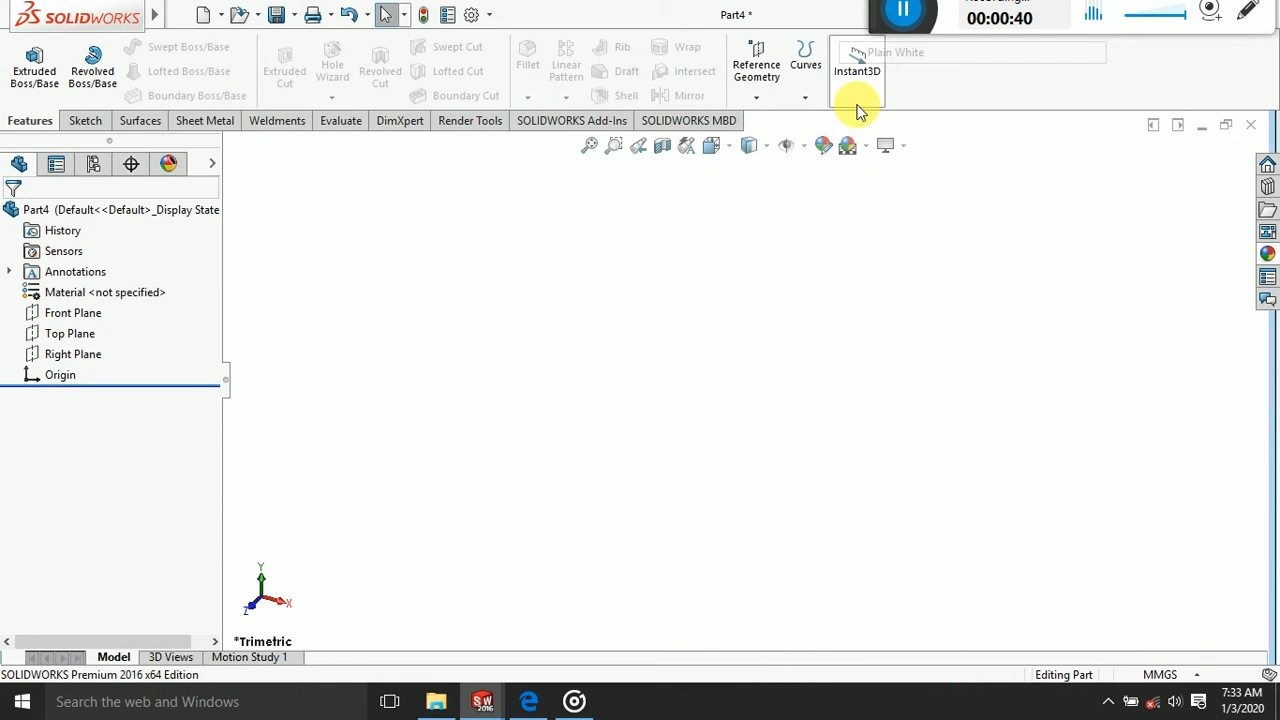 SOLIDWORKS
Part4 *
00:00:40
Extruded Boss/Base
Revolved Boss/Base
Swept Boss/Base
Lofted Boss/Base
Boundary Boss/Base
Extruded Cut
Hole Wizard
Revolved Cut
Swept Cut
Lofted Cut
Boundary Cut
Fillet
Linear Pattern
Rib
Draft
Shell
Wrap
Intersect
Mirror
Reference Geometry
Curves
Instant3D
Plain White
Features
Sketch
Surfaces
Sheet Metal
Weldments
Evaluate
DimXpert
Render Tools
SOLIDWORKS Add-Ins
SOLIDWORKS MBD
Part4 (Default<<Default>_Display State
History
Sensors
Annotations
Material <not specified>
Front Plane
Top Plane
Right Plane
Origin
Y
X
Z
*Trimetric
Model
3D Views
Motion Study 1
SOLIDWORKS Premium 2016 x64 Edition
Editing Part
MMGS
Search the web and Windows
7:33 AM
1/3/2020